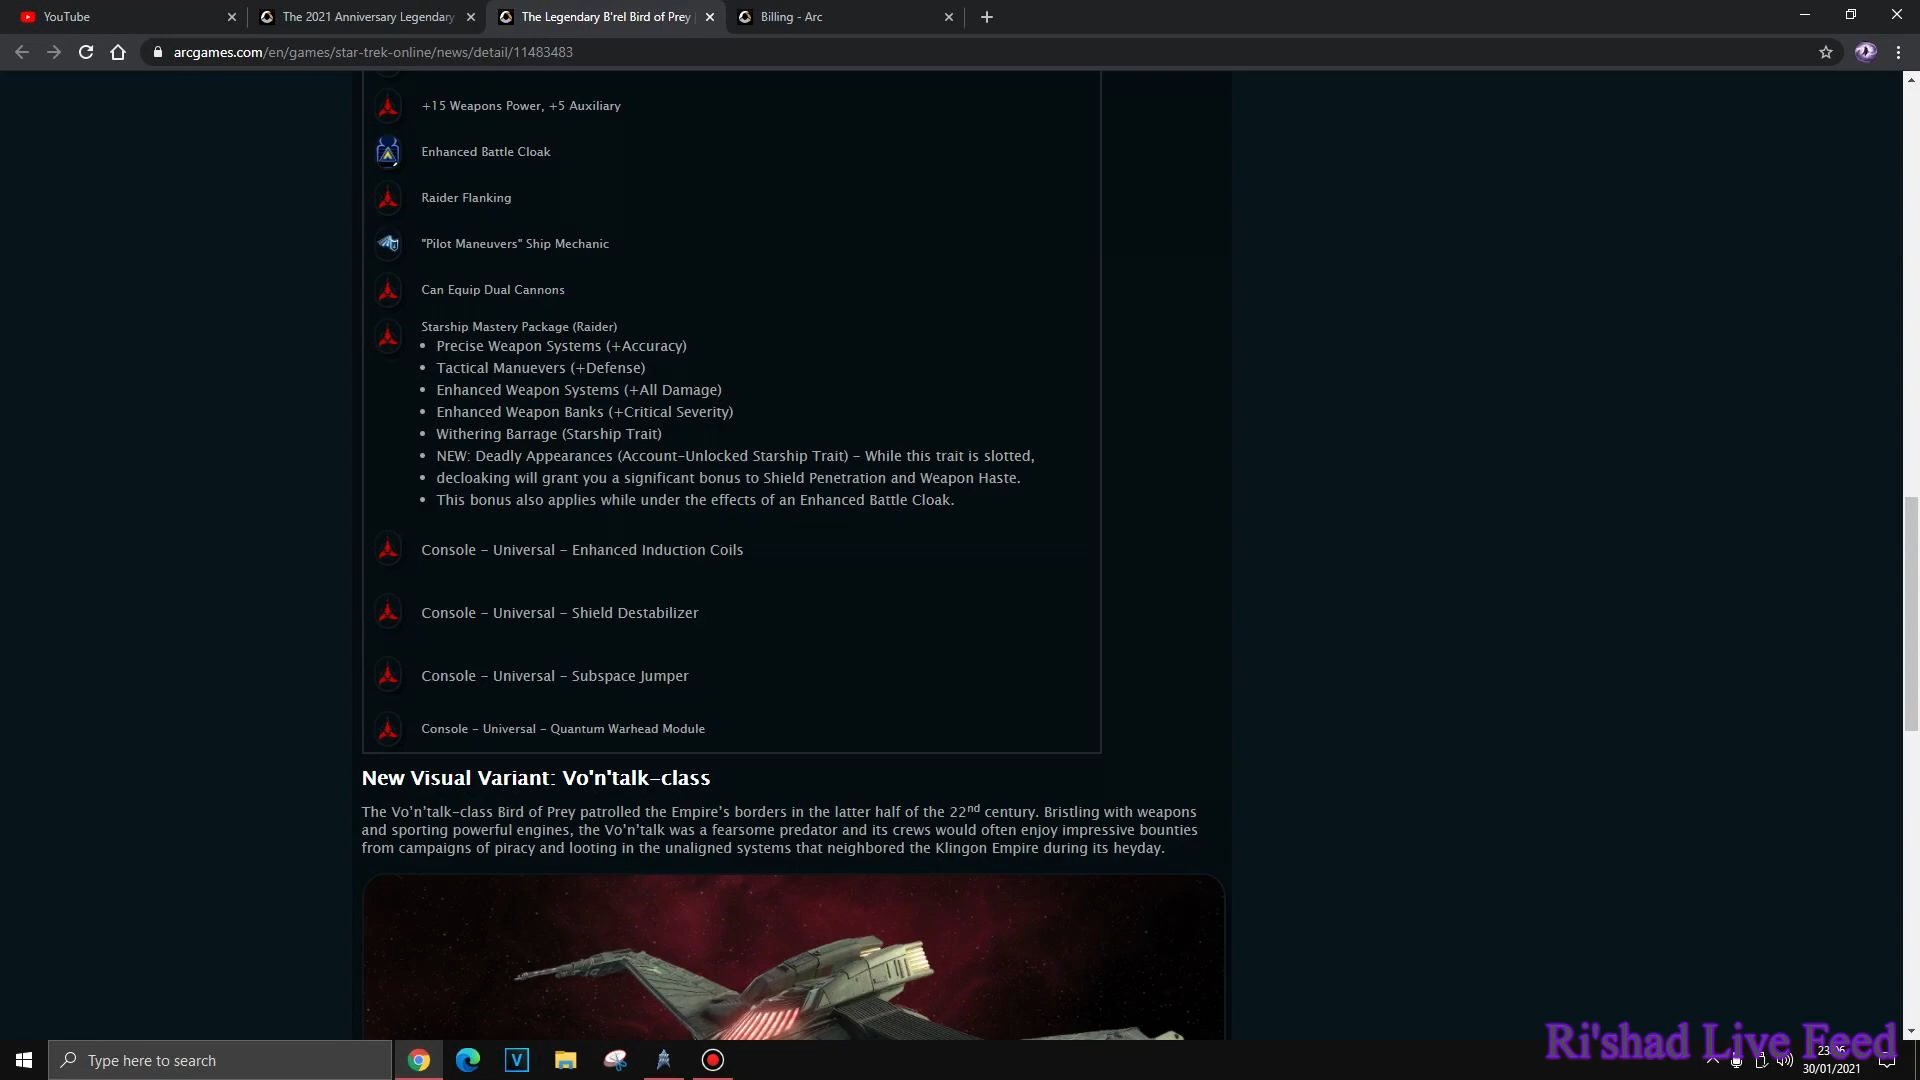 YouTube
The 2021 Anniversary Legendary
The Legendary B'rel Bird of Prey
Billing - Arc
arcgames.com/en/games/star-trek-online/news/detail/11483483
+15 Weapons Power, +5 Auxiliary
Enhanced Battle Cloak
Raider Flanking
"Pilot Maneuvers" Ship Mechanic
Can Equip Dual Cannons
Starship Mastery Package (Raider)
• Precise Weapon Systems (+Accuracy)
• Tactical Manuevers (+Defense)
• Enhanced Weapon Systems (+All Damage)
• Enhanced Weapon Banks (+Critical Severity)
• Withering Barrage (Starship Trait)
• NEW: Deadly Appearances (Account-Unlocked Starship Trait) – While this trait is slotted,
• decloaking will grant you a significant bonus to Shield Penetration and Weapon Haste.
• This bonus also applies while under the effects of an Enhanced Battle Cloak.
Console – Universal – Enhanced Induction Coils
Console – Universal – Shield Destabilizer
Console – Universal – Subspace Jumper
Console – Universal – Quantum Warhead Module
New Visual Variant: Vo'n'talk-class
The Vo’n’talk-class Bird of Prey patrolled the Empire’s borders in the latter half of the 22nd century. Bristling with weapons
and sporting powerful engines, the Vo’n’talk was a fearsome predator and its crews would often enjoy impressive bounties
from campaigns of piracy and looting in the unaligned systems that neighbored the Klingon Empire during its heyday.
Ri'shad Live Feed
Type here to search
V
30/01/2021